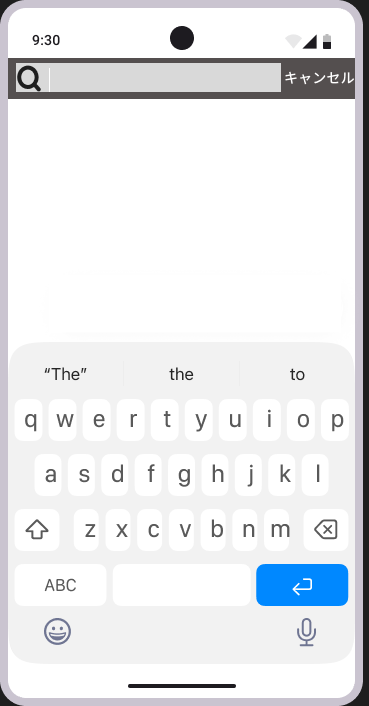 9:30
キャンセル
“The” the to
q w e r t y u i o p
a s d f g h j k l
z x c v b n m
ABC